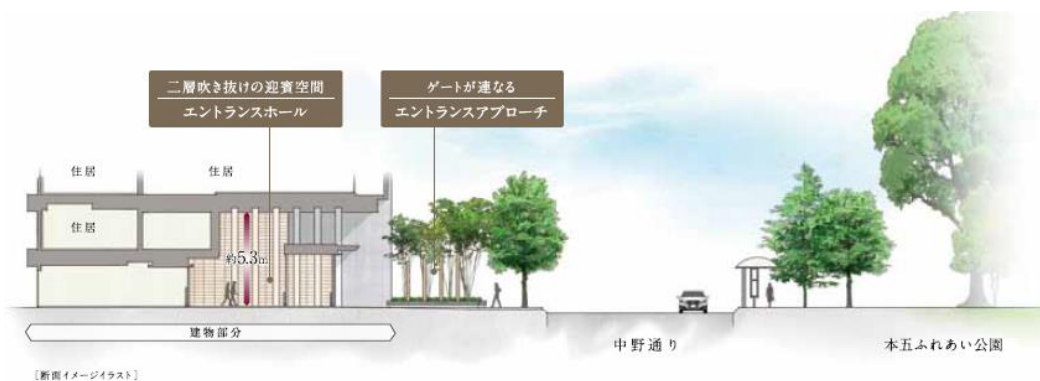 二層吹き抜けの迎賓空間
エントランスホール
ゲートが連なる
エントランスアプローチ
住居
住居
住居
約5.3m
建物部分
中野通り
本五ふれあい公園
[断面イメージイラスト]